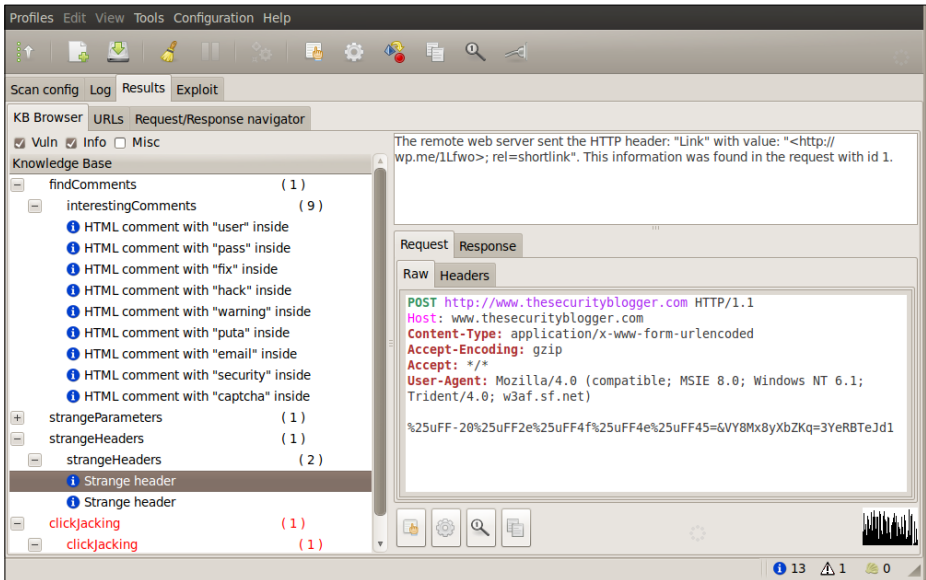 Profiles Edit View Tools Configuration Help
Scan config Log Results Exploit
KB Browser URLs Request/Response navigator
Vuln Info Misc
Knowledge Base
findComments ( 1 )
interestingComments ( 9 )
HTML comment with "user" inside
HTML comment with "pass" inside
HTML comment with "fix" inside
HTML comment with "hack" inside
HTML comment with "warning" inside
HTML comment with "puta" inside
HTML comment with "email" inside
HTML comment with "security" inside
HTML comment with "captcha" inside
strangeParameters ( 1 )
strangeHeaders ( 1 )
strangeHeaders ( 2 )
Strange header
Strange header
clickJacking ( 1 )
clickJacking ( 1 )
The remote web server sent the HTTP header: "Link" with value: "<http://
wp.me/1Lfwo>; rel=shortlink". This information was found in the request with id 1.
Request Response
Raw Headers
POST http://www.thesecurityblogger.com HTTP/1.1
Host: www.thesecurityblogger.com
Content-Type: application/x-www-form-urlencoded
Accept-Encoding: gzip
Accept: */*
User-Agent: Mozilla/4.0 (compatible; MSIE 8.0; Windows NT 6.1;
Trident/4.0; w3af.sf.net)
%25uFF-20%25uFF2e%25uFF4f%25uFF4e%25uFF45=&VY8Mx8yXbZKq=3YeRBTeJd1
13 1 0